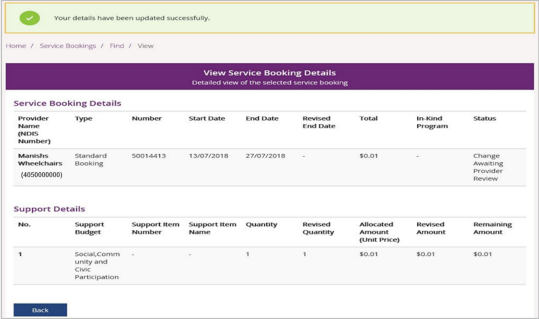 Your details have been updated successfully.
Home / Service Bookings / Find / View
View Service Booking Details
Detailed view of the selected service booking
Service Booking Details
Provider Name (NDIS Number) Type Number Start Date End Date Revised End Date Total In-Kind Program Status
Manishs Wheelchairs (4050000000) Standard Booking 50014413 13/07/2018 27/07/2018 - $0.01 - Change Awaiting Provider Review
Support Details
No. Support Budget Support Item Number Support Item Name Quantity Revised Quantity Allocated Amount (Unit Price) Revised Amount Remaining Amount
1 Social,Comm unity and Civic Participation - - 1 1 $0.01 $0.01 $0.01
Back